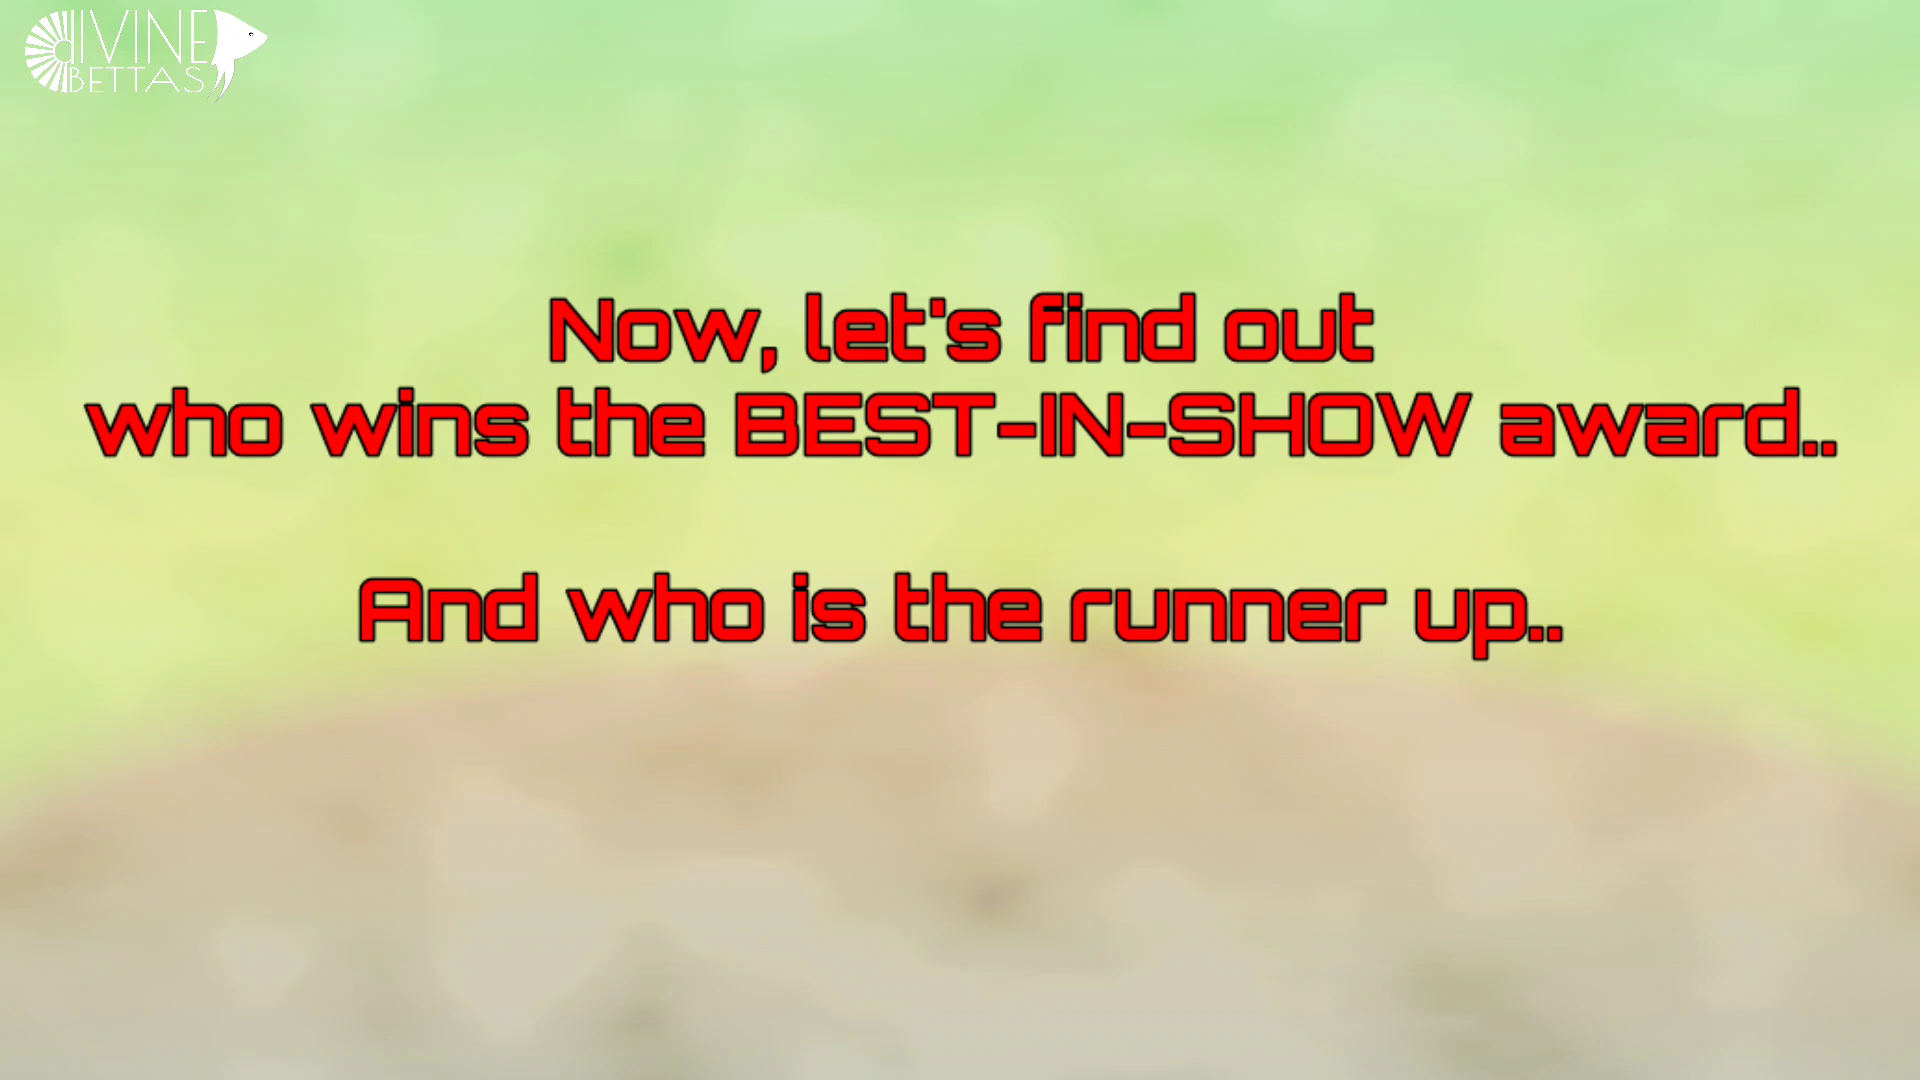 DIVINE
BETTAS
Now, let's find out
who wins the BEST-IN-SHOW award..
And who is the runner up..